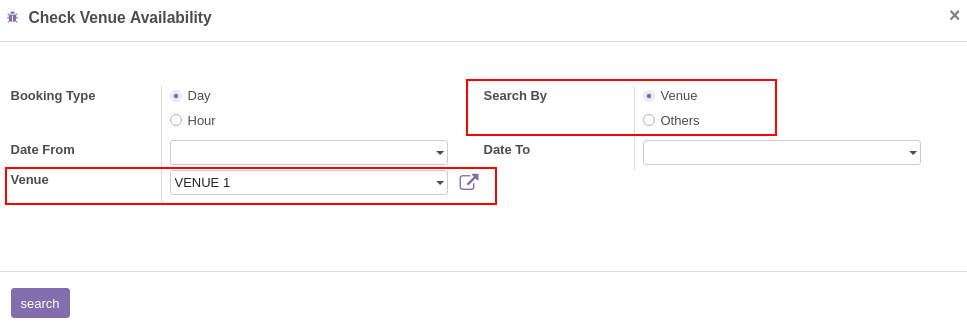 Check Venue Availability ×
Booking Type Day Search By Venue
Hour Others
Date From Date To
Venue VENUE 1
search